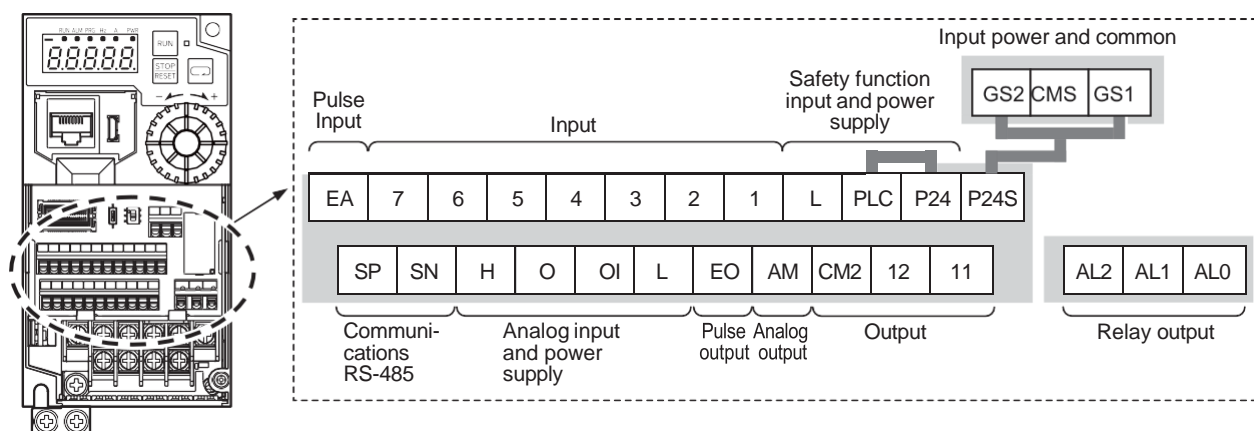 RUN ALM PRG Hz A PWR
88888
RUN
STOP
RESET
− +
Input power and common
GS2 CMS GS1
Safety function
input and power
supply
Pulse
Input
Input
EA 7 6 5 4 3 2 1 L PLC P24 P24S
SP SN H O OI L EO AM CM2 12 11
AL2 AL1 AL0
Communi-
cations
RS-485
Analog input
and power
supply
Pulse
output
Analog
output
Output
Relay output